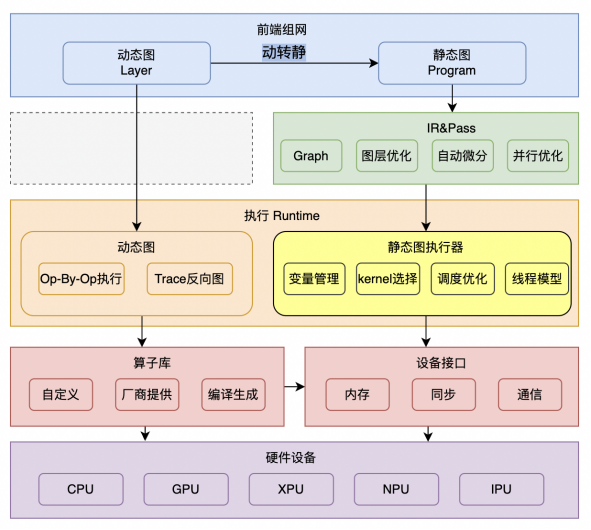 前端组网
动态图
Layer
动转静
静态图
Program
IR&Pass
Graph
图层优化
自动微分
并行优化
执行 Runtime
动态图
Op-By-Op执行
Trace反向图
静态图执行器
变量管理
kernel选择
调度优化
线程模型
算子库
自定义
厂商提供
编译生成
设备接口
内存
同步
通信
硬件设备
CPU
GPU
XPU
NPU
IPU